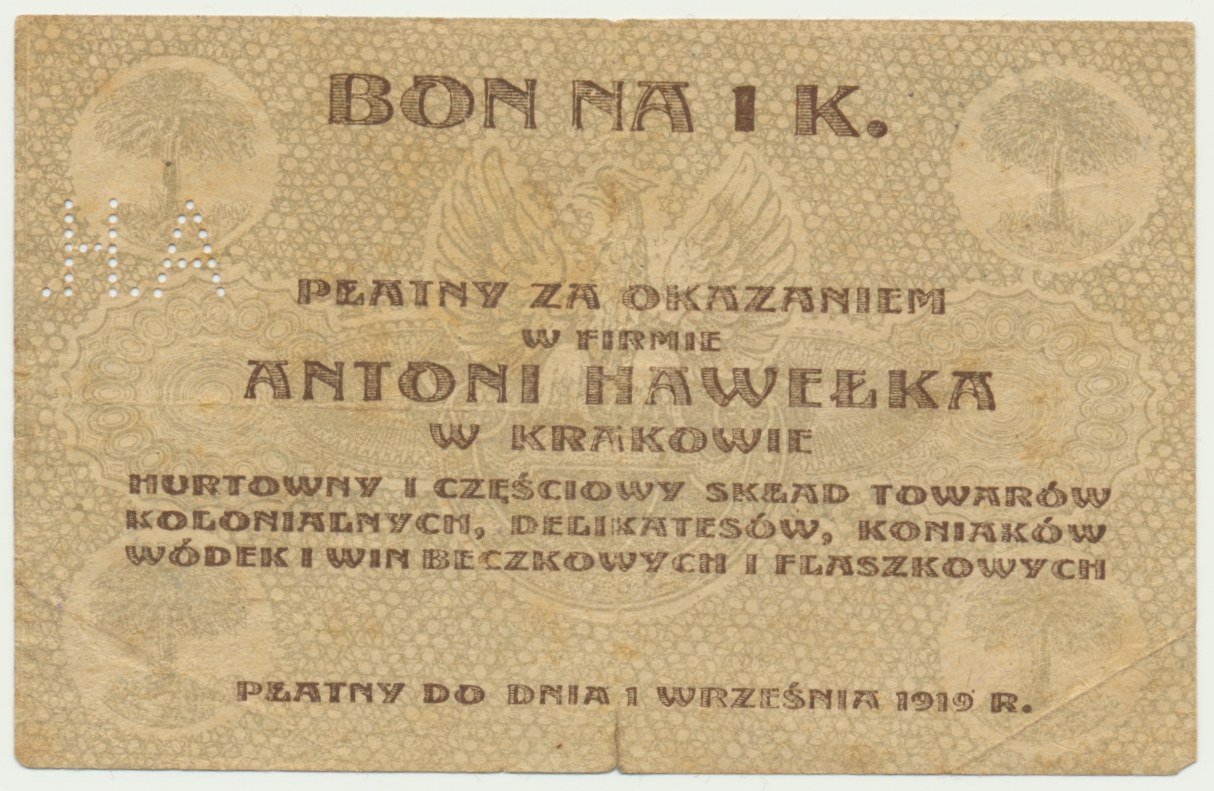 BON NA 1 K.
A.H.
PŁATNY ZA OKAZANIEM
W FIRMIE
ANTONI HAWEŁKA
W KRAKOWIE
HURTOWNY I CZĘŚCIOWY SKŁAD TOWARÓW
KOLONIALNYCH, DELIKATESÓW, KONIAKÓW
WÓDEK I WIN BECZKOWYCH I FLASZKOWYCH
PŁATNY DO DNIA 1 WRZEŚNIA 1919 R.